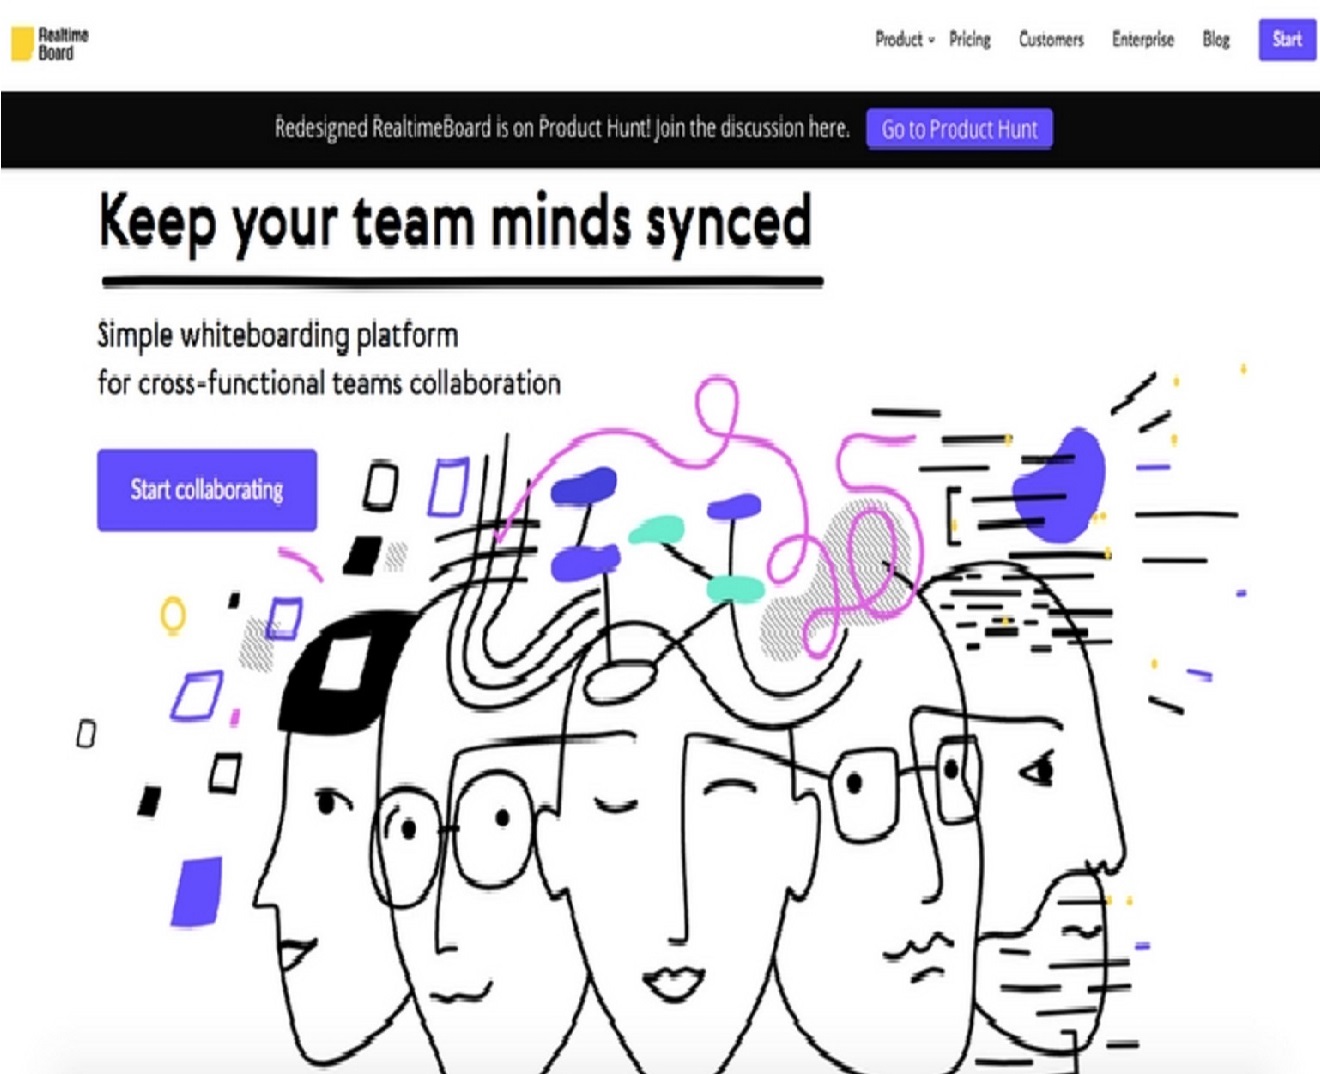 Realtime
Board
Product Pricing Customers Enterprise Blog Start
Redesigned RealtimeBoard is on Product Hunt! Join the discussion here. Go to Product Hunt
Keep your team minds synced
Simple whiteboarding platform
for cross-functional teams collaboration
Start collaborating